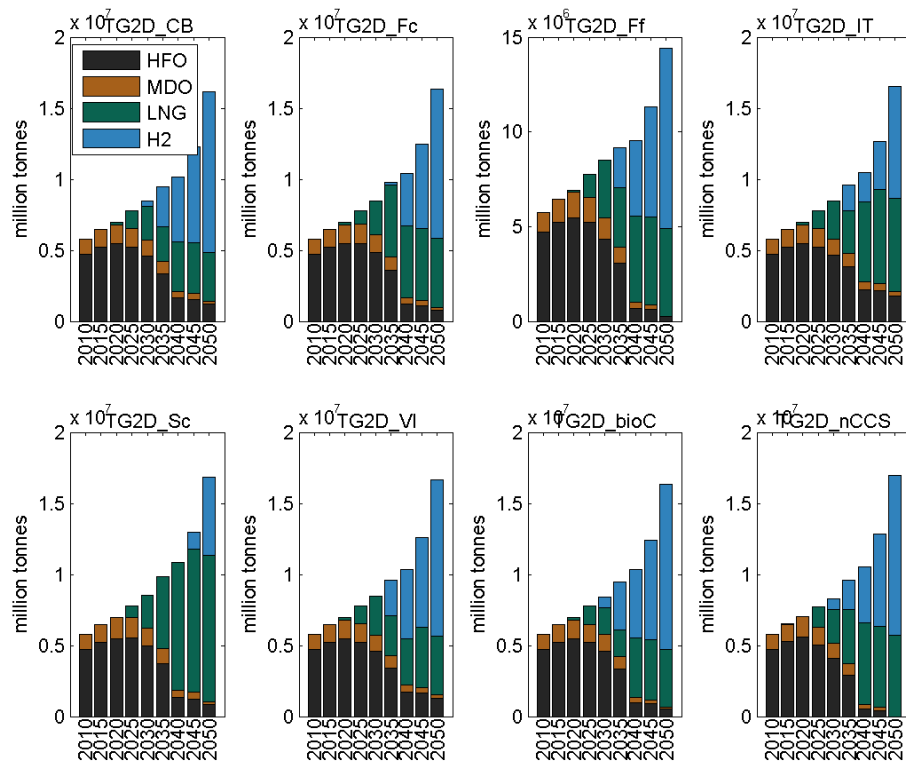 x 10^7 TG2D_CB
x 10^7 TG2D_Fc
x 10^6 TG2D_Ff
x 10^7 TG2D_IT
2
1.5
1
0.5
0
million tonnes
HFO
MDO
LNG
H2
2010 2015 2020 2025 2030 2035 2040 2045 2050
2
1.5
1
0.5
0
million tonnes
2010 2015 2020 2025 2030 2035 2040 2045 2050
15
10
5
0
million tonnes
2010 2015 2020 2025 2030 2035 2040 2045 2050
2
1.5
1
0.5
0
million tonnes
2010 2015 2020 2025 2030 2035 2040 2045 2050
x 10^7 TG2D_Sc
x 10^7 TG2D_VI
x 10^7 TG2D_bioC
x 10^7 TG2D_nCCS
2
1.5
1
0.5
0
million tonnes
2010 2015 2020 2025 2030 2035 2040 2045 2050
2
1.5
1
0.5
0
million tonnes
2010 2015 2020 2025 2030 2035 2040 2045 2050
2
1.5
1
0.5
0
million tonnes
2010 2015 2020 2025 2030 2035 2040 2045 2050
2
1.5
1
0.5
0
million tonnes
2010 2015 2020 2025 2030 2035 2040 2045 2050